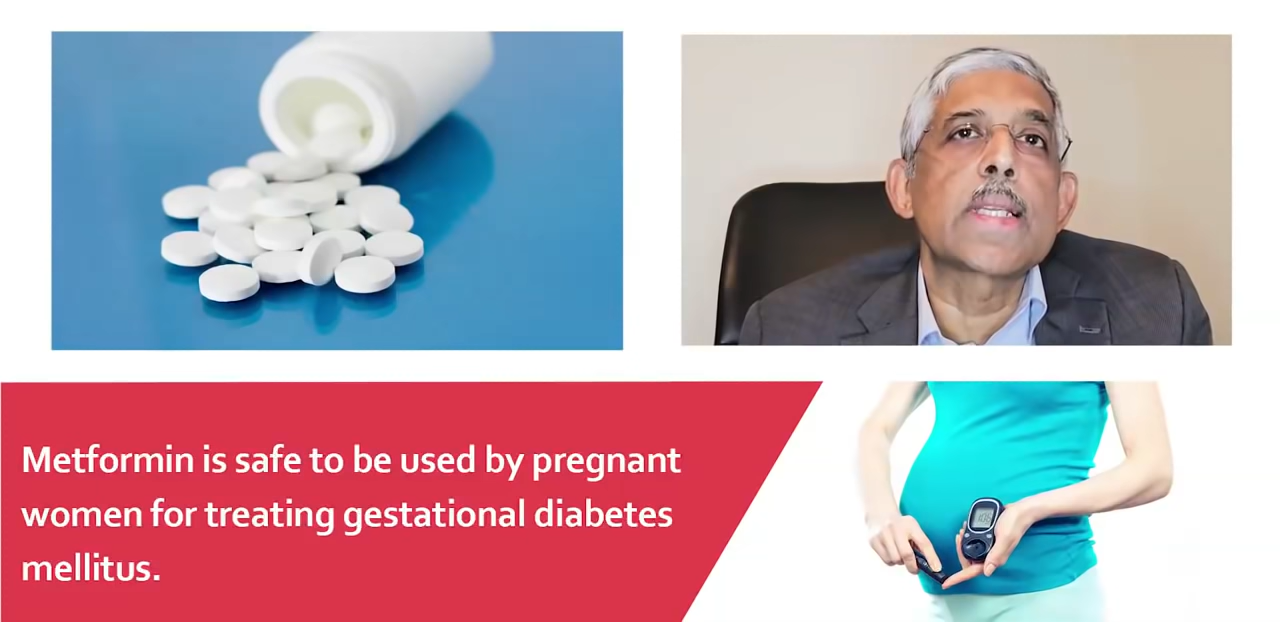 Metformin is safe to be used by pregnant
women for treating gestational diabetes
mellitus.